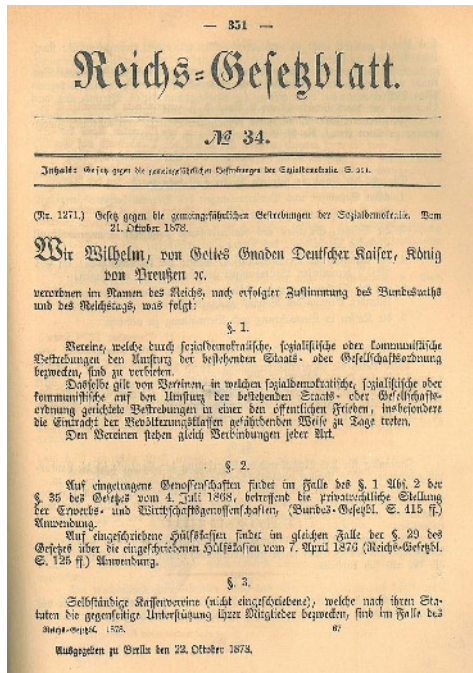 — 351 —
Reichs-Gesetzblatt.
№ 34.
Inhalt: Gesetz gegen die gemeingefährlichen Bestrebungen der Sozialdemokratie. S. 351.
(Nr. 1271.) Gesetz gegen die gemeingefährlichen Bestrebungen der Sozialdemokratie. Vom
21. Oktober 1878.
Wir Wilhelm, von Gottes Gnaden Deutscher Kaiser, König
von Preußen ꝛc.
verordnen im Namen des Reichs, nach erfolgter Zustimmung des Bundesraths
und des Reichstags, was folgt:
§. 1.
Vereine, welche durch sozialdemokratische, sozialistische oder kommunistische
Bestrebungen den Umsturz der bestehenden Staats- oder Gesellschaftsordnung
bezwecken, sind zu verbieten.
Dasselbe gilt von Vereinen, in welchen sozialdemokratische, sozialistische oder
kommunistische auf den Umsturz der bestehenden Staats- oder Gesellschafts-
ordnung gerichtete Bestrebungen in einer den öffentlichen Frieden, insbesondere
die Eintracht der Bevölkerungsklassen gefährdenden Weise zu Tage treten.
Den Vereinen stehen gleich Verbindungen jeder Art.
§. 2.
Auf eingetragene Genossenschaften findet im Falle des §. 1 Abs. 2 der
§. 35 des Gesetzes vom 4. Juli 1868, betreffend die privatrechtliche Stellung
der Erwerbs- und Wirthschaftsgenossenschaften, (Bundes-Gesetzbl. S. 415 ff.)
Anwendung.
Auf eingeschriebene Hülfskassen findet im gleichen Falle der §. 29 des
Gesetzes über die eingeschriebenen Hülfskassen vom 7. April 1876 (Reichs-Gesetzbl.
S. 125 ff.) Anwendung.
§. 3.
Selbständige Kassenvereine (nicht eingeschriebene), welche nach ihren Sta-
tuten die gegenseitige Unterstützung ihrer Mitglieder bezwecken, sind im Falle des
Reichs-Gesetzbl. 1878. 67
Ausgegeben zu Berlin den 22. Oktober 1878.